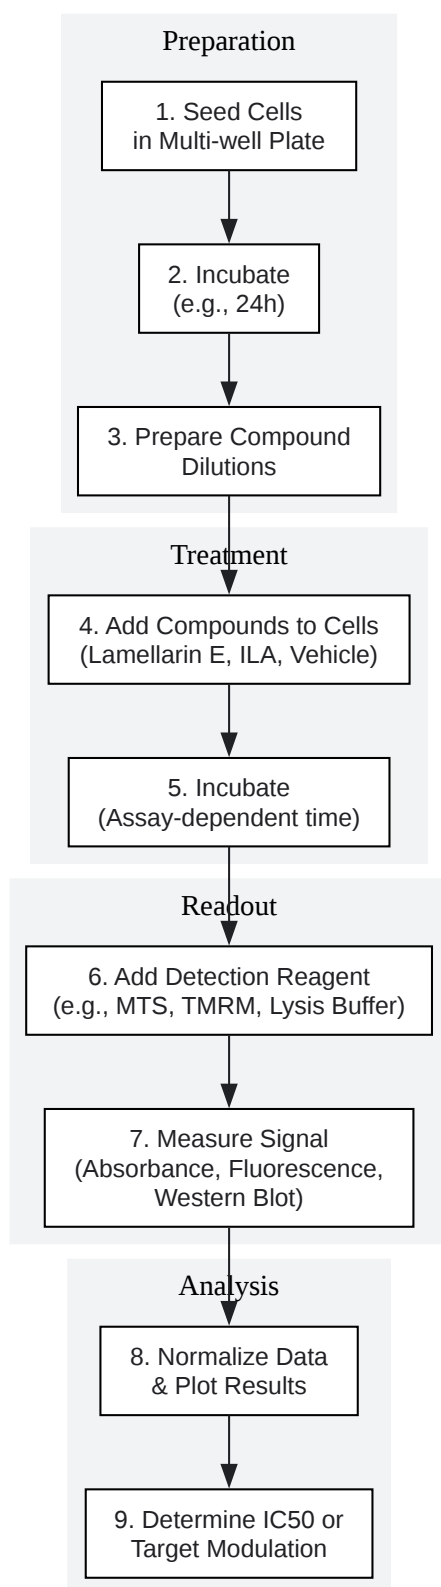 Preparation
1. Seed Cells
in Multi-well Plate
2. Incubate
(e.g., 24h)
3. Prepare Compound
Dilutions
Treatment
4. Add Compounds to Cells
(Lamellarin E, ILA, Vehicle)
5. Incubate
(Assay-dependent time)
Readout
6. Add Detection Reagent
(e.g., MTS, TMRM, Lysis Buffer)
7. Measure Signal
(Absorbance, Fluorescence,
Western Blot)
Analysis
8. Normalize Data
& Plot Results
9. Determine IC50 or
Target Modulation